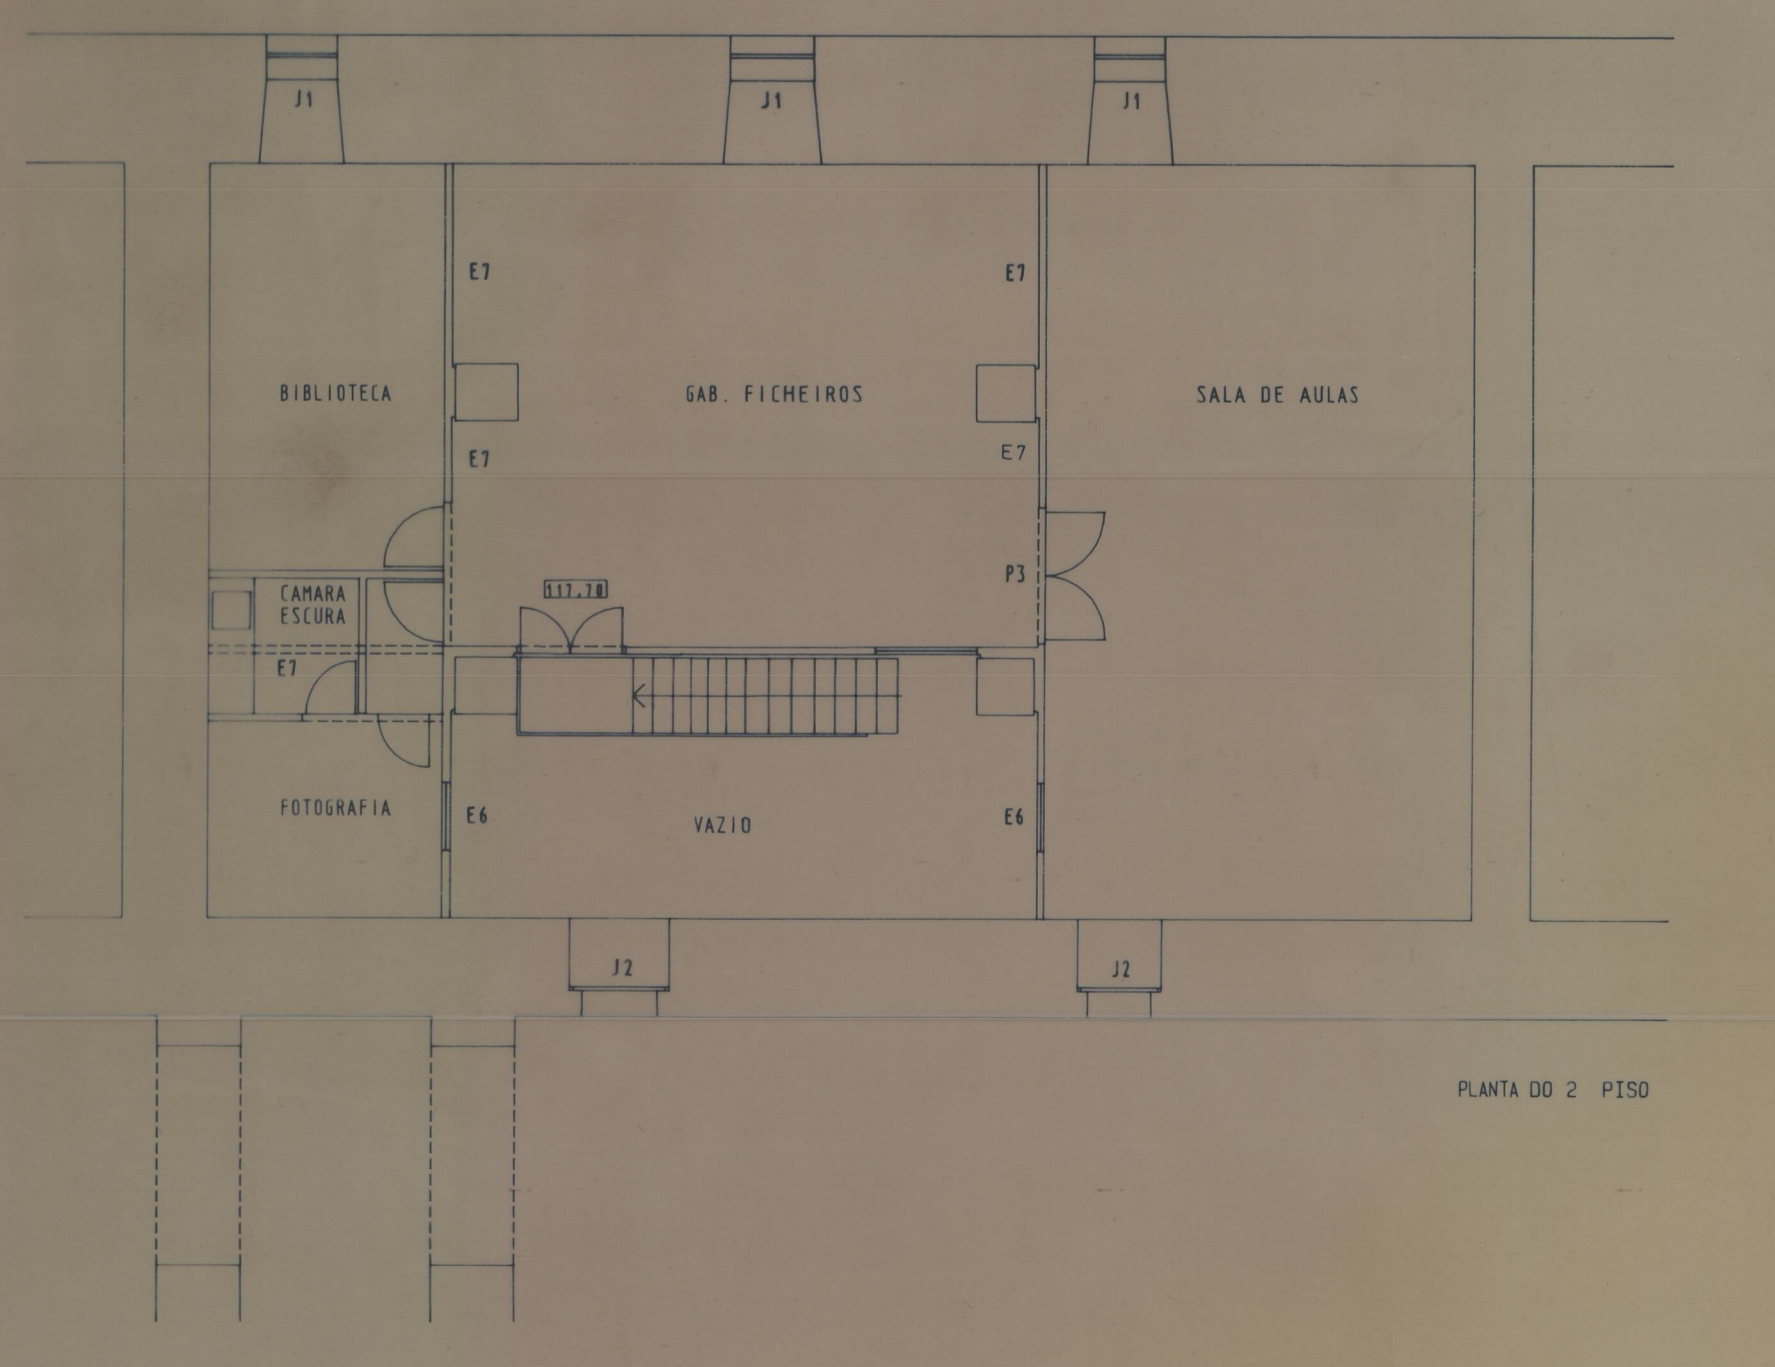 J1
J1
J1
E7
E7
BIBLIOTECA
GAB. FICHEIROS
SALA DE AULAS
E7
E7
P3
117.70
CAMARA
ESCURA
E7
FOTOGRAFIA
E6
VAZIO
E6
J2
J2
PLANTA DO 2 PISO